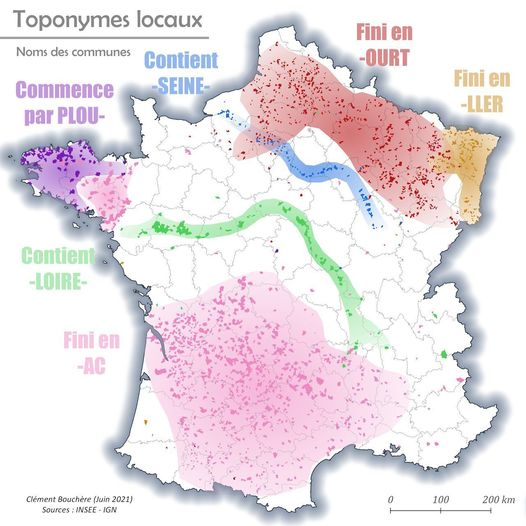 Toponymes locaux
Noms des communes
Contient
-SEINE-
Fini en
-OURT
Fini en
-LLER
Commence
par PLOU-
Contient
-LOIRE-
Fini en
-AC
Clément Bouchère (Juin 2021)
Sources : INSEE - IGN
0 100 200 km